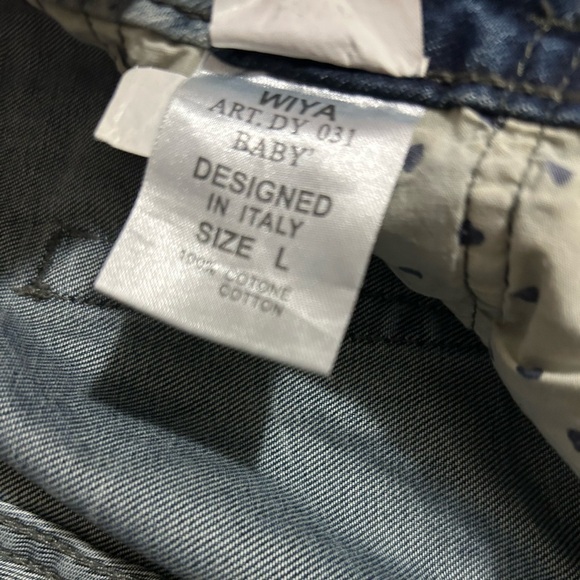 WIYA
ART. DY 031
BABY'
DESIGNED
IN ITALY
SIZE L
100% COTONE
COTTON